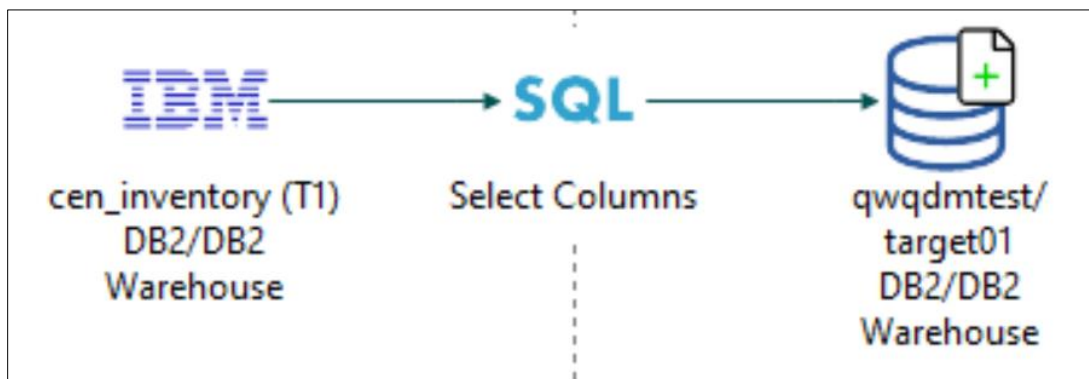 IBM
SQL
cen_inventory (T1)
DB2/DB2
Warehouse
Select Columns
qwqdmtest/
target01
DB2/DB2
Warehouse